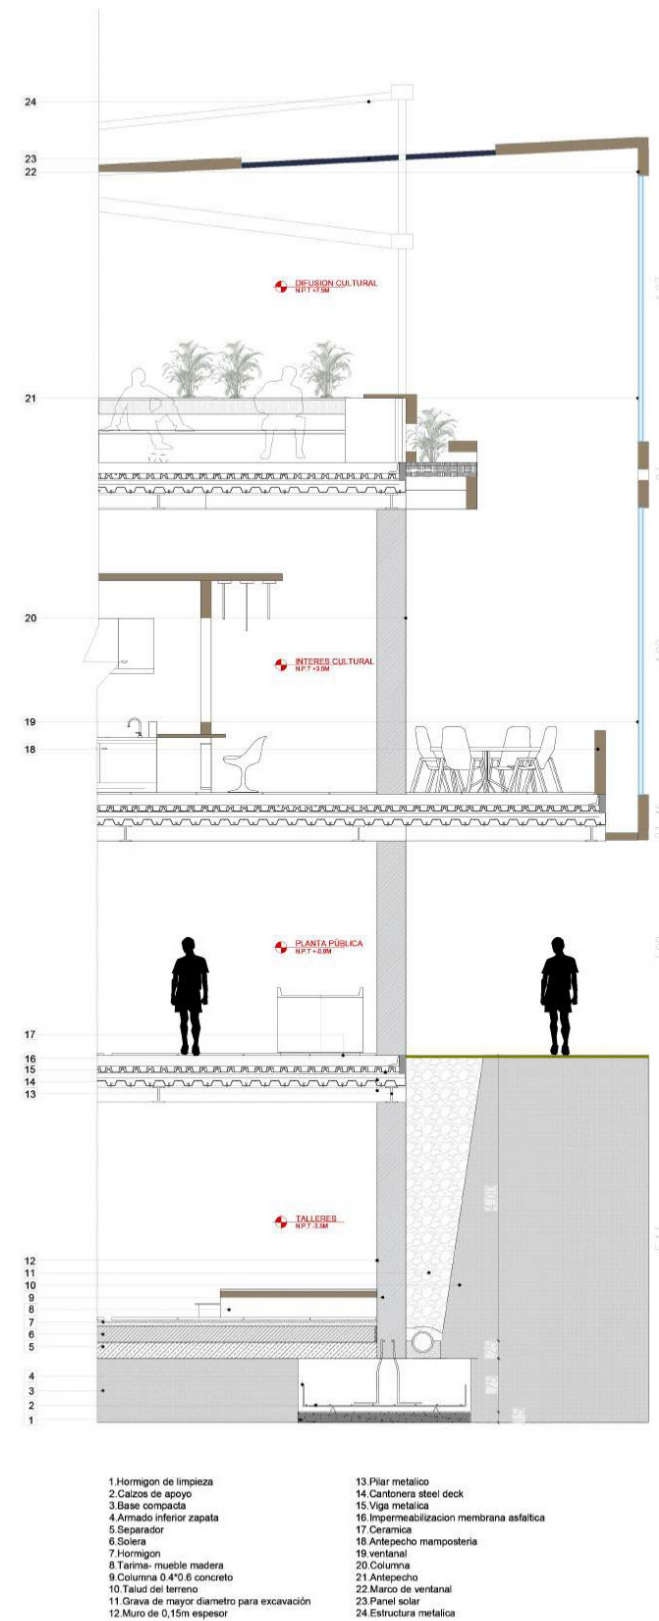 24
23
22
DIFUSION CULTURAL
N.P.T +7.5M
21
20
INTERES CULTURAL
N.P.T +3.5M
19
18
PLANTA PÚBLICA
N.P.T +-0.0M
17
16
15
14
13
TALLERES
N.P.T -3.5M
12
11
10
9
8
7
6
5
4
3
2
1
1.Hormigon de limpieza
2.Calzos de apoyo
3.Base compacta
4.Armado inferior zapata
5.Separador
6.Solera
7.Hormigon
8.Tarima- mueble madera
9.Columna 0.4*0.6 concreto
10.Talud del terreno
11.Grava de mayor diametro para excavación
12.Muro de 0,15m espesor
13.Pilar metalico
14.Cantonera steel deck
15.Viga metalica
16.Impermeabilizacion membrana asfaltica
17.Ceramica
18.Antepecho mamposteria
19.ventanal
20.Columna
21.Antepecho
22.Marco de ventanal
23.Panel solar
24.Estructura metalica